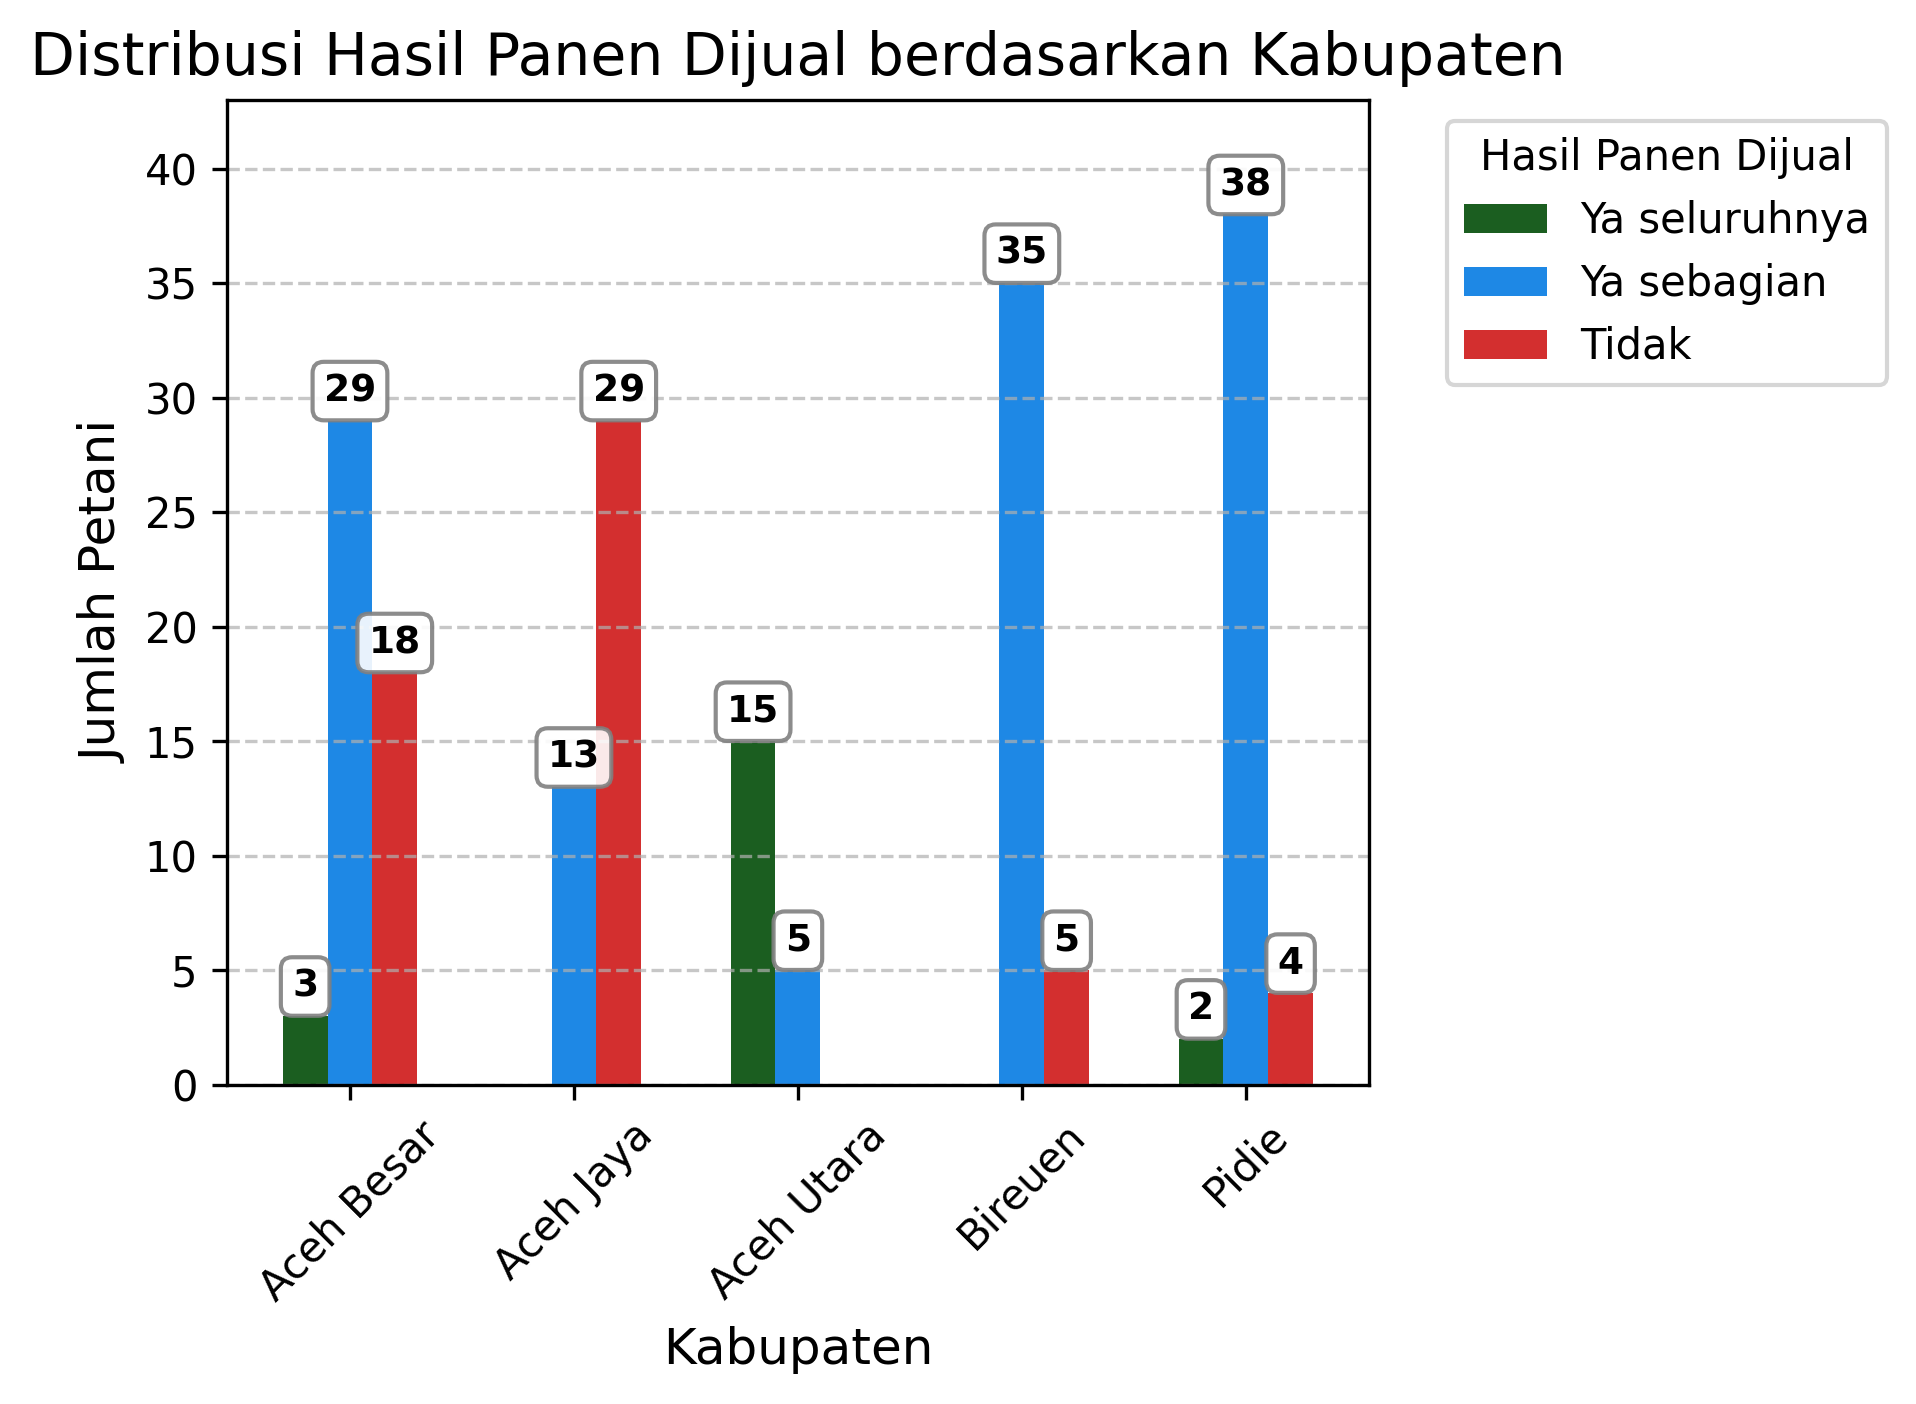 Distribusi Hasil Panen Dijual berdasarkan Kabupaten
Hasil Panen Dijual
Ya seluruhnya
Ya sebagian
Tidak
Jumlah Petani
40
35
30
25
20
15
10
5
0
3
29
18
13
29
15
5
35
5
2
38
4
Aceh Besar
Aceh Jaya
Aceh Utara
Bireuen
Pidie
Kabupaten